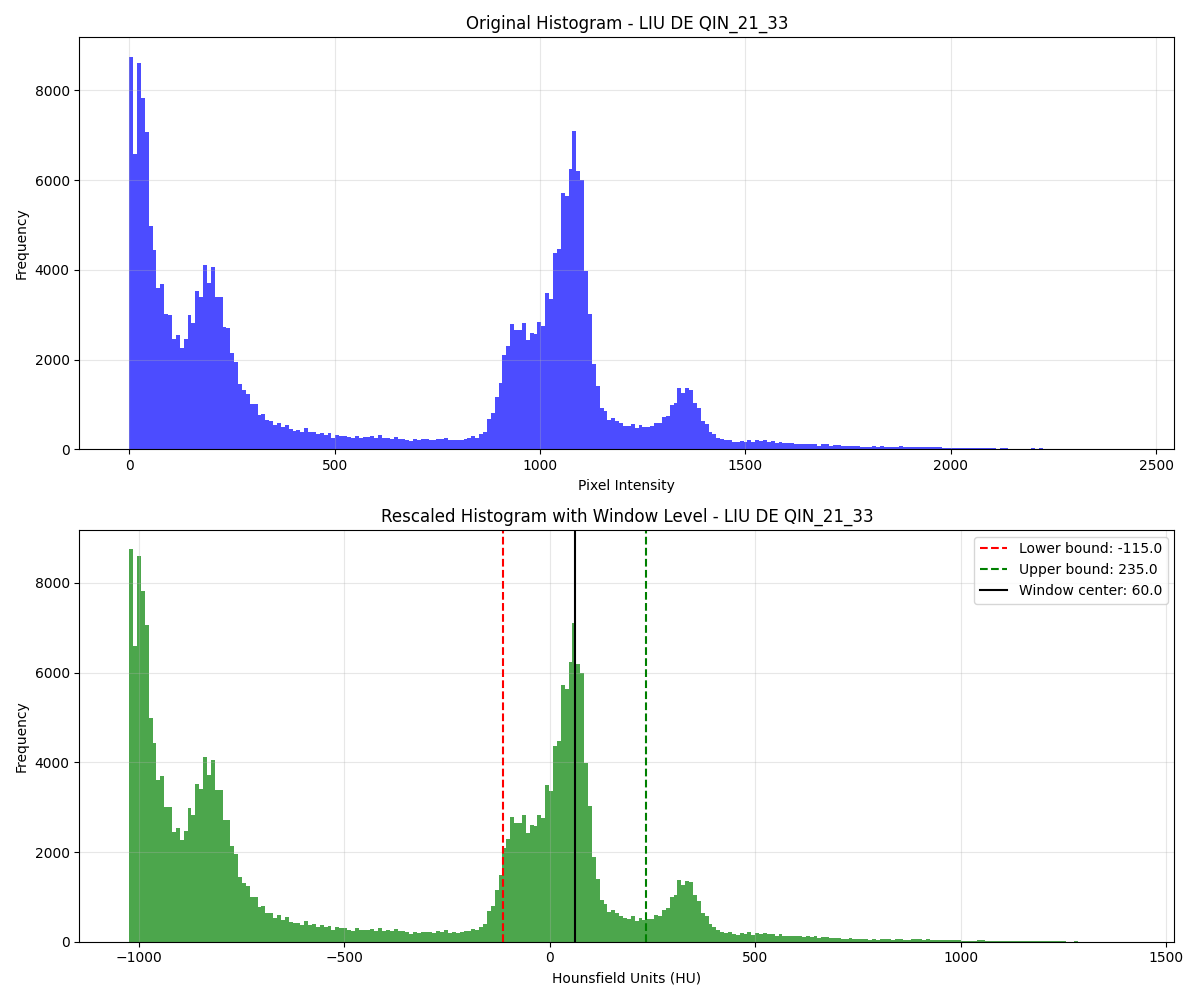 Original Histogram - LIU DE QIN_21_33
Frequency
8000
6000
4000
2000
0
0 500 1000 1500 2000 2500
Pixel Intensity
Rescaled Histogram with Window Level - LIU DE QIN_21_33
Lower bound: -115.0
Upper bound: 235.0
Window center: 60.0
Frequency
8000
6000
4000
2000
0
−1000 −500 0 500 1000 1500
Hounsfield Units (HU)